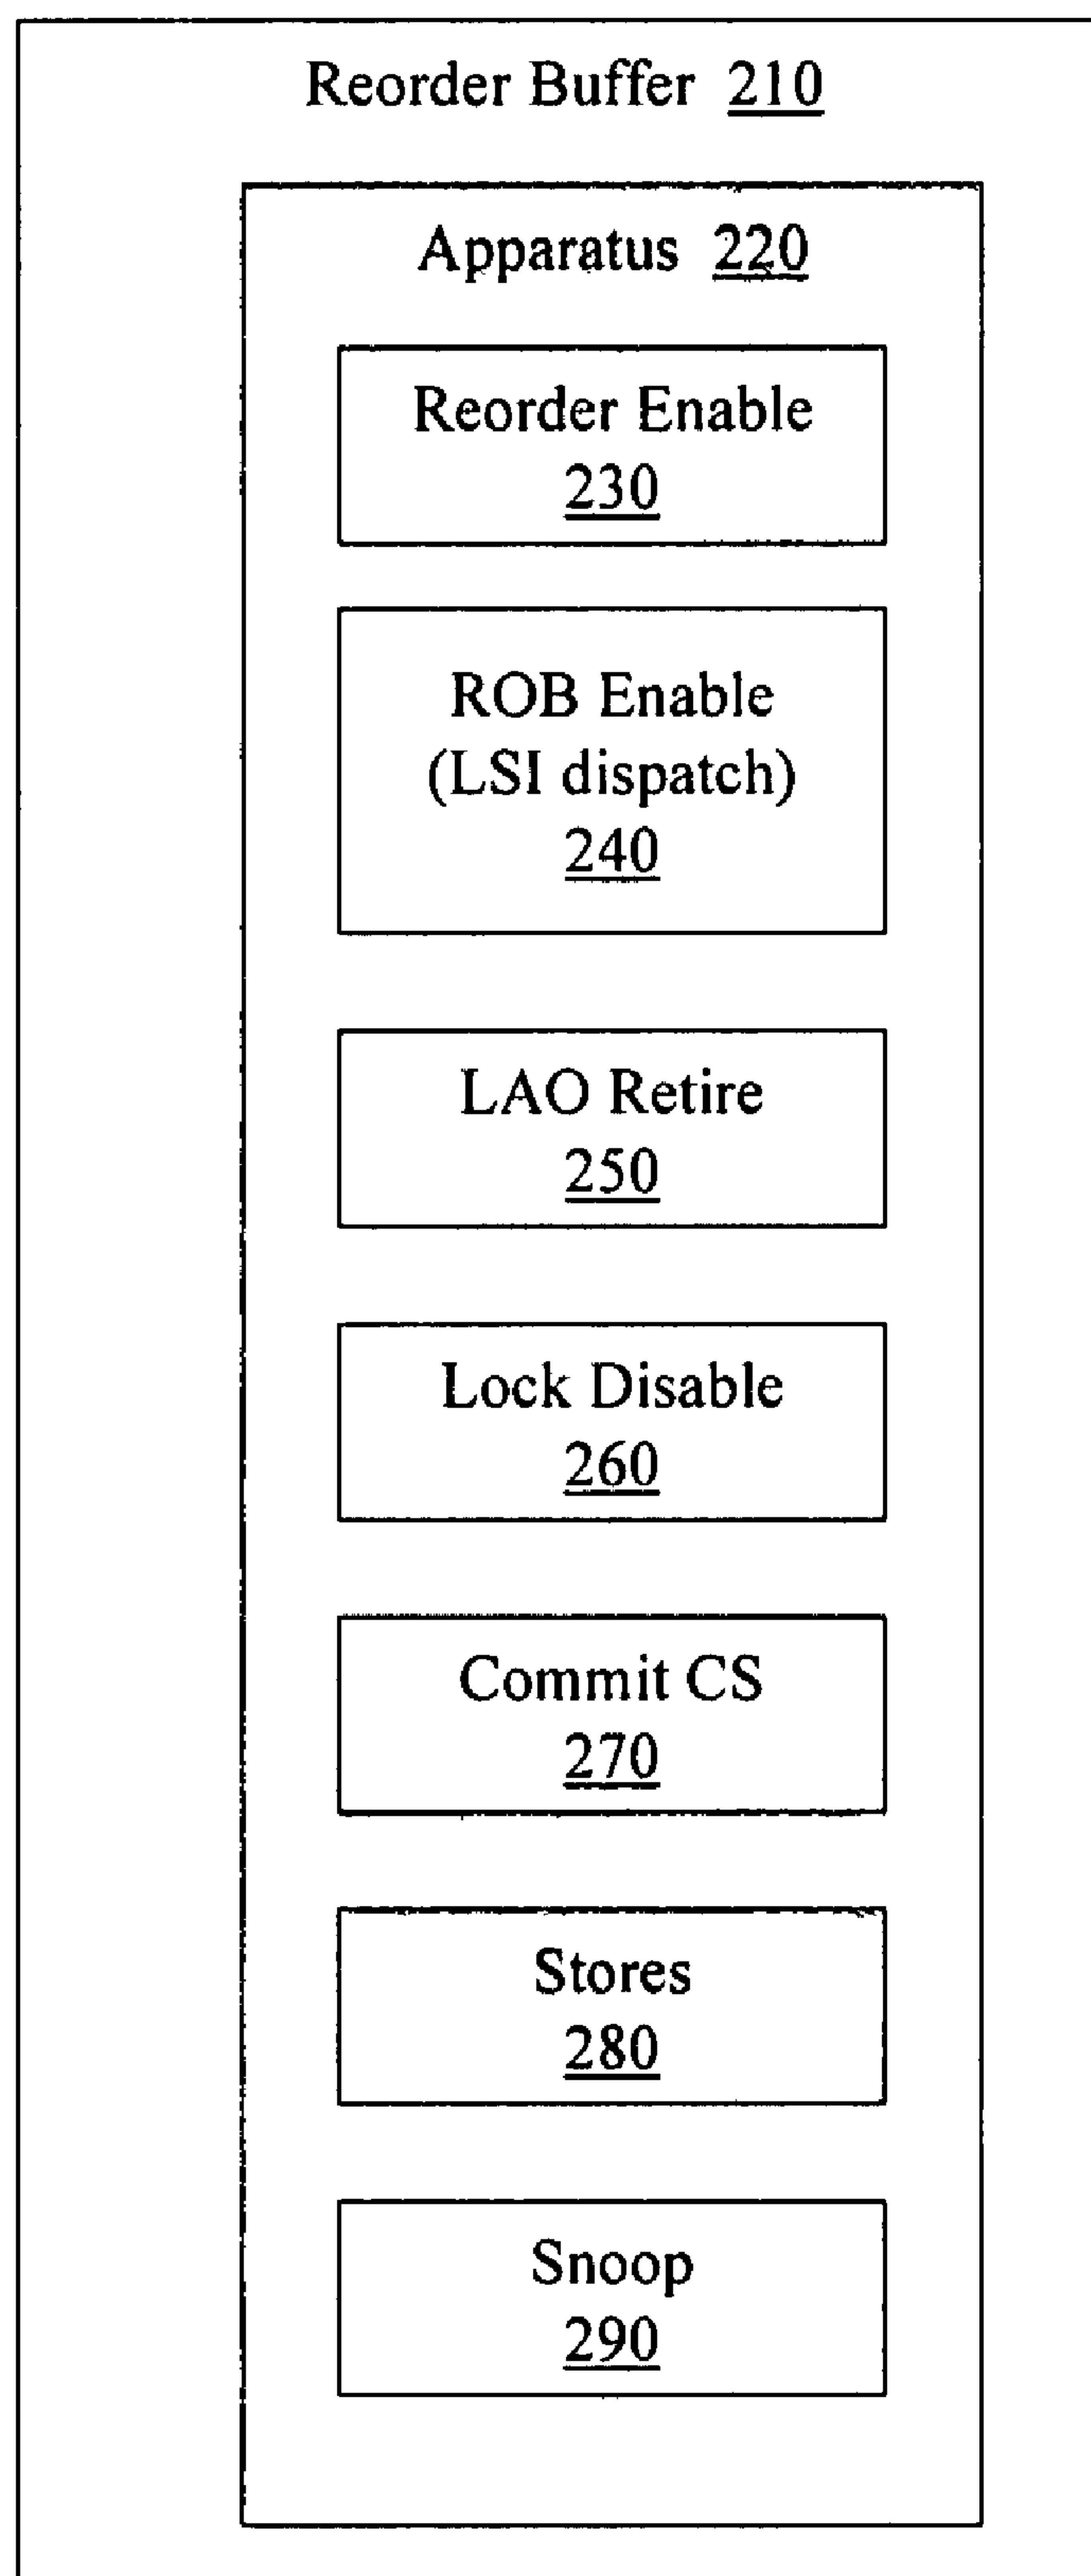 Reorder Buffer 210
Apparatus 220
Reorder Enable
230
ROB Enable
(LSI dispatch)
240
LAO Retire
250
Lock Disable
260
Commit CS
270
Stores
280
Snoop
290